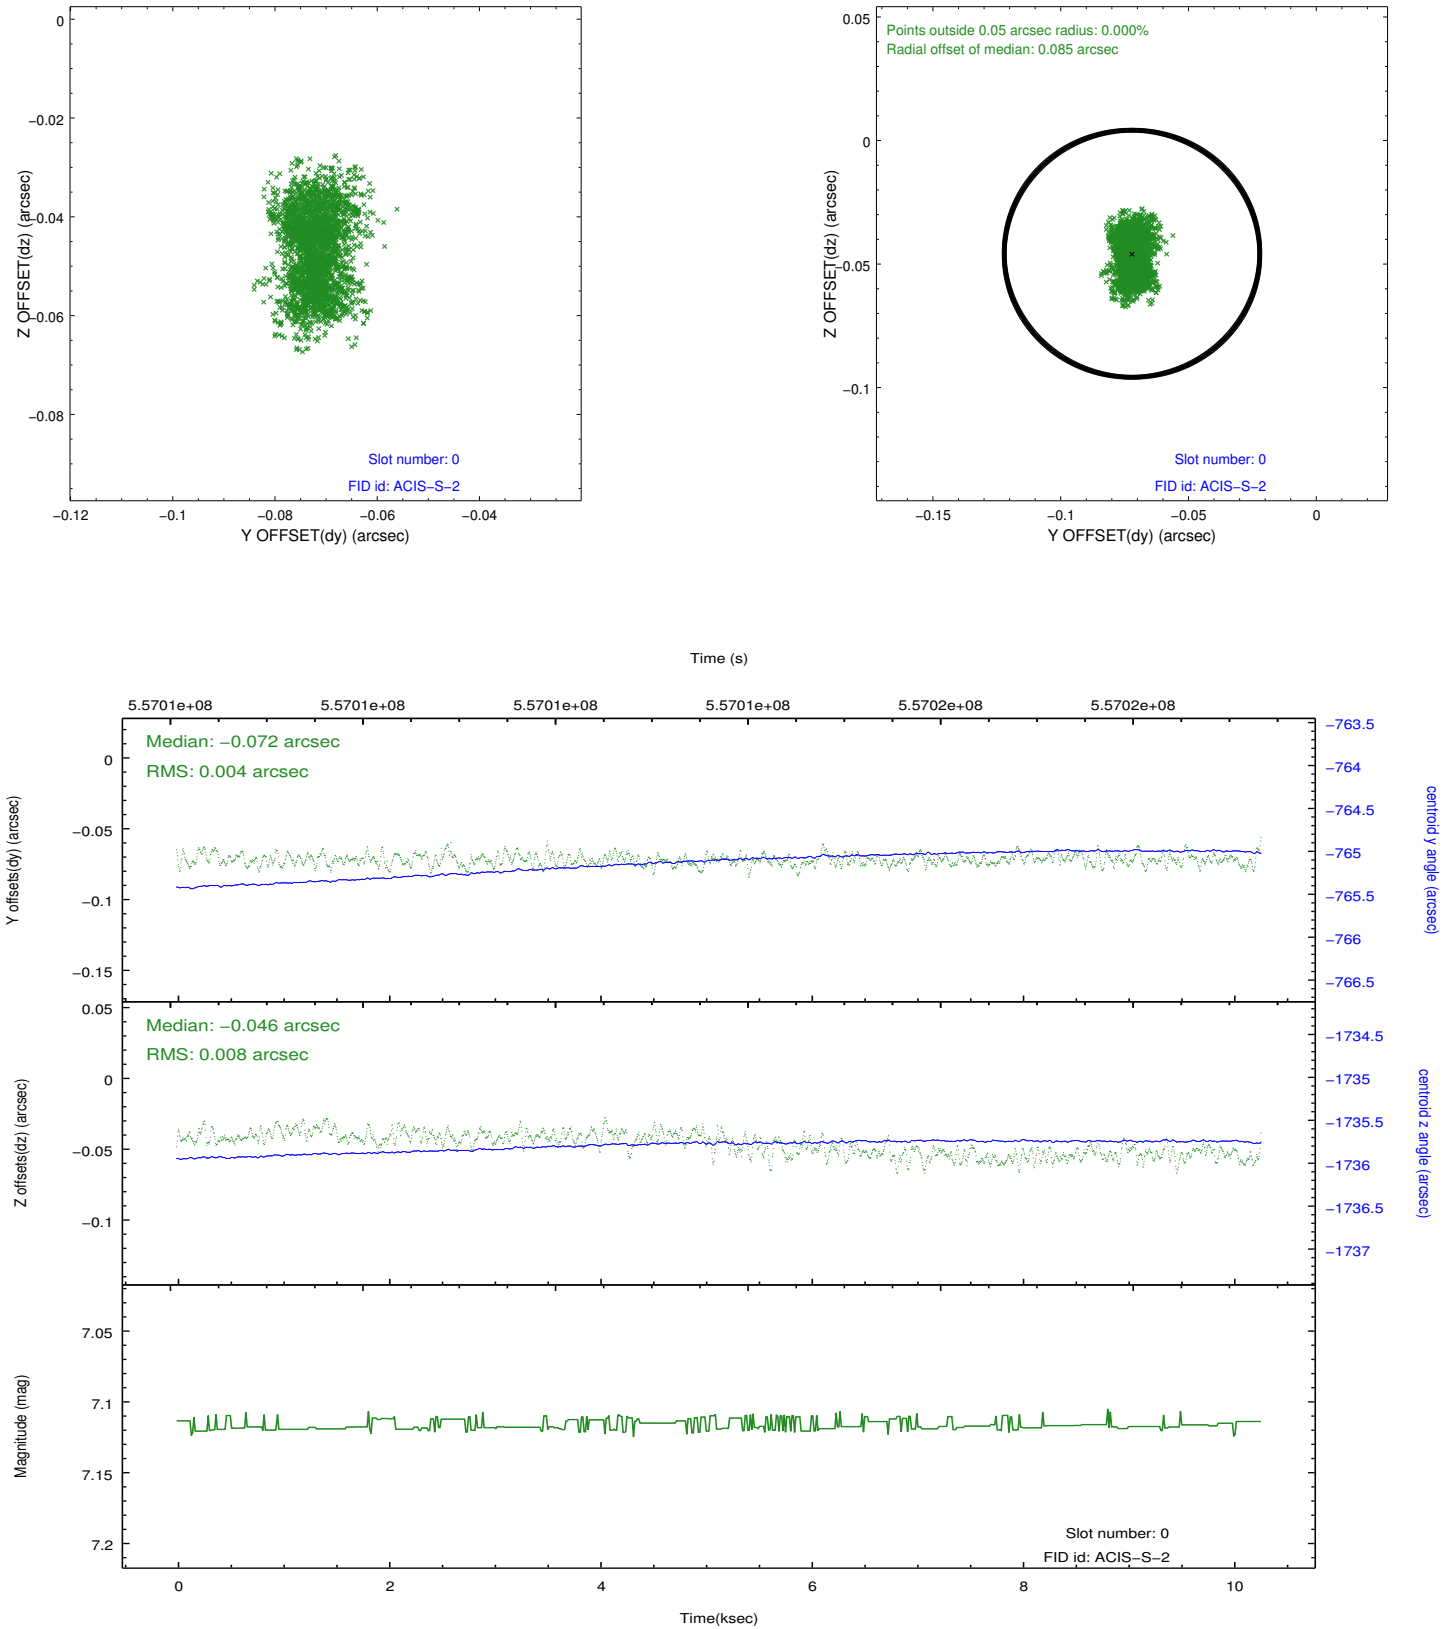 0
−0.02
−0.04
−0.06
−0.08
Z OFFSET(dz) (arcsec)
Slot number: 0
FID id: ACIS−S−2
−0.12
−0.1
−0.08
−0.06
−0.04
Y OFFSET(dy) (arcsec)
0.05
Points outside 0.05 arcsec radius: 0.000%
Radial offset of median: 0.085 arcsec
0
−0.05
−0.1
Z OFFSET(dz) (arcsec)
Slot number: 0
FID id: ACIS−S−2
−0.15
−0.1
−0.05
0
Y OFFSET(dy) (arcsec)
Time (s)
5.5701e+08
5.5701e+08
5.5701e+08
5.5701e+08
5.5702e+08
5.5702e+08
Median: −0.072 arcsec
RMS: 0.004 arcsec
0
−0.05
−0.1
−0.15
Y offsets(dy) (arcsec)
−763.5
−764
−764.5
−765
−765.5
−766
−766.5
centroid y angle (arcsec)
Median: −0.046 arcsec
RMS: 0.008 arcsec
0.05
0
−0.05
−0.1
Z offsets(dz) (arcsec)
−1734.5
−1735
−1735.5
−1736
−1736.5
−1737
centroid z angle (arcsec)
7.05
7.1
7.15
7.2
Magnitude (mag)
Slot number: 0
FID id: ACIS−S−2
0
2
4
6
8
10
Time(ksec)